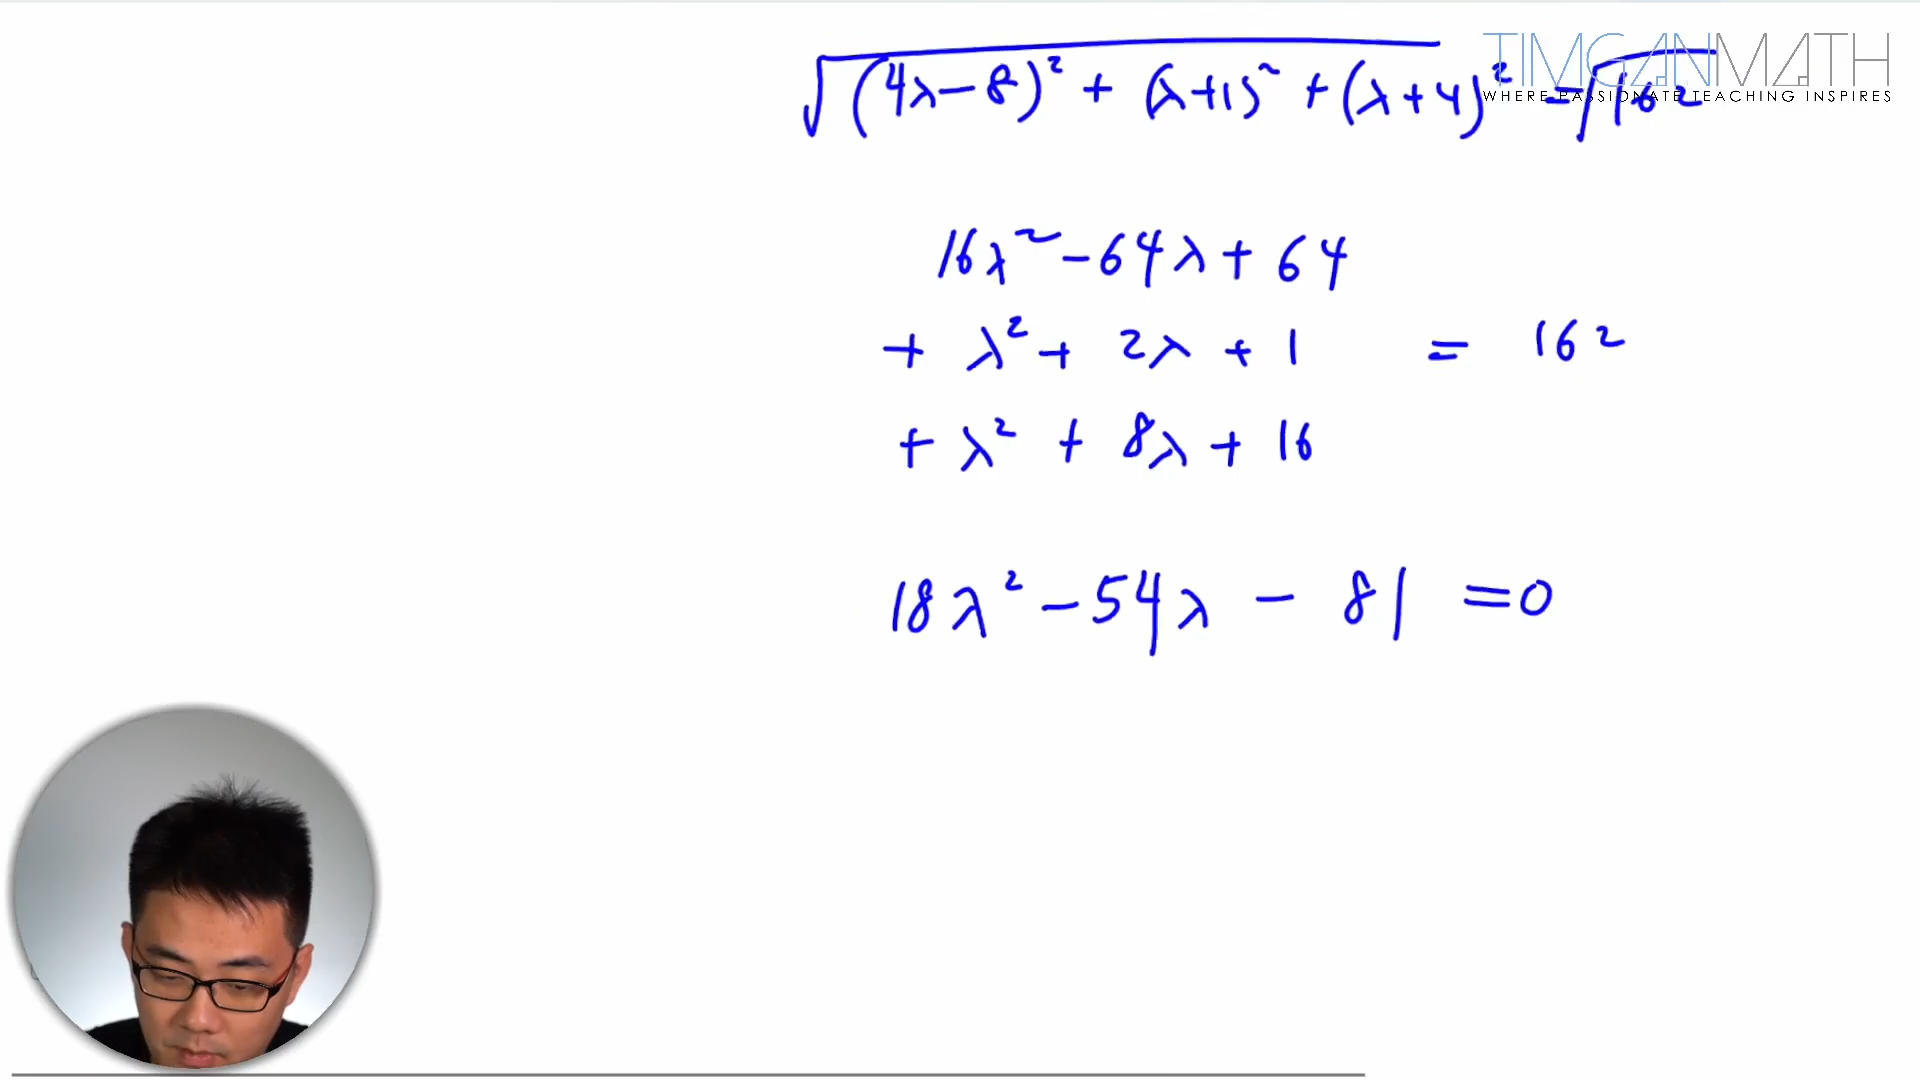 TIMGANMATH
WHERE PASSIONATE TEACHING INSPIRES
√(4λ-8)² + (λ+1)² + (λ+4)² = √162
16λ² - 64λ + 64
+ λ² + 2λ + 1 = 162
+ λ² + 8λ + 16
18λ² - 54λ - 81 = 0